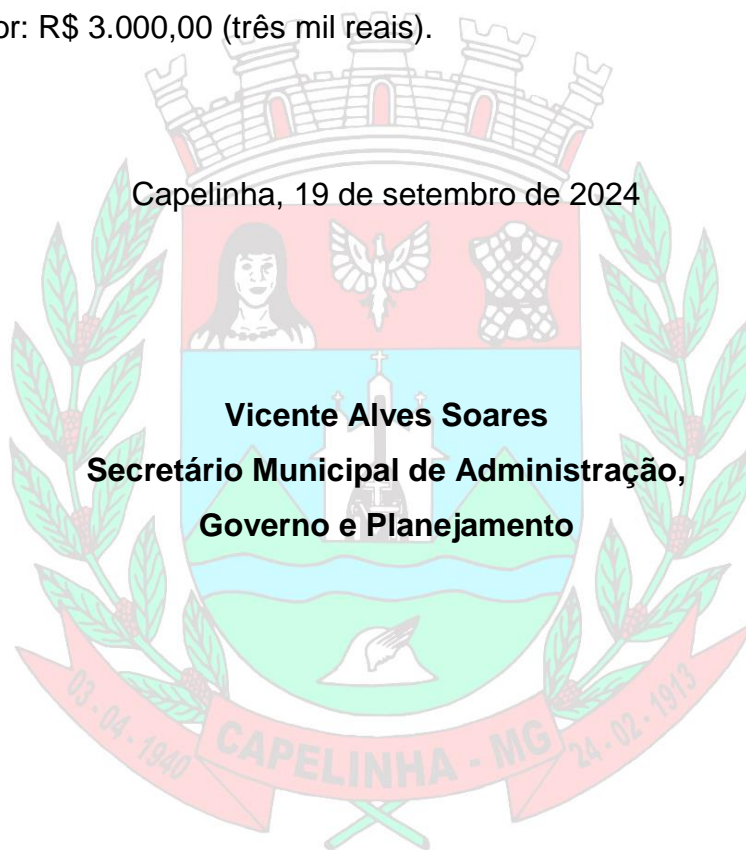 or: R$ 3.000,00 (três mil reais).
Capelinha, 19 de setembro de 2024
Vicente Alves Soares
Secretário Municipal de Administração,
Governo e Planejamento
03-04-1940
CAPELINHA - MG
24-02-1913